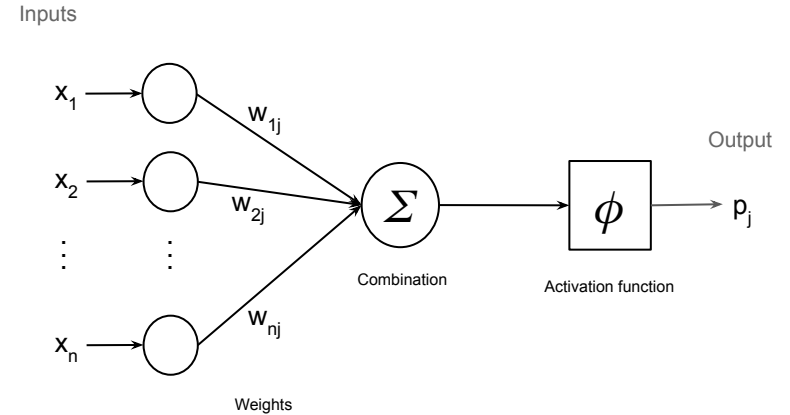 Inputs
x₁
w₁ⱼ
Output
x₂
w₂ⱼ
Σ
ϕ
pⱼ
⋮ ⋮
Combination
Activation function
wₙⱼ
xₙ
Weights